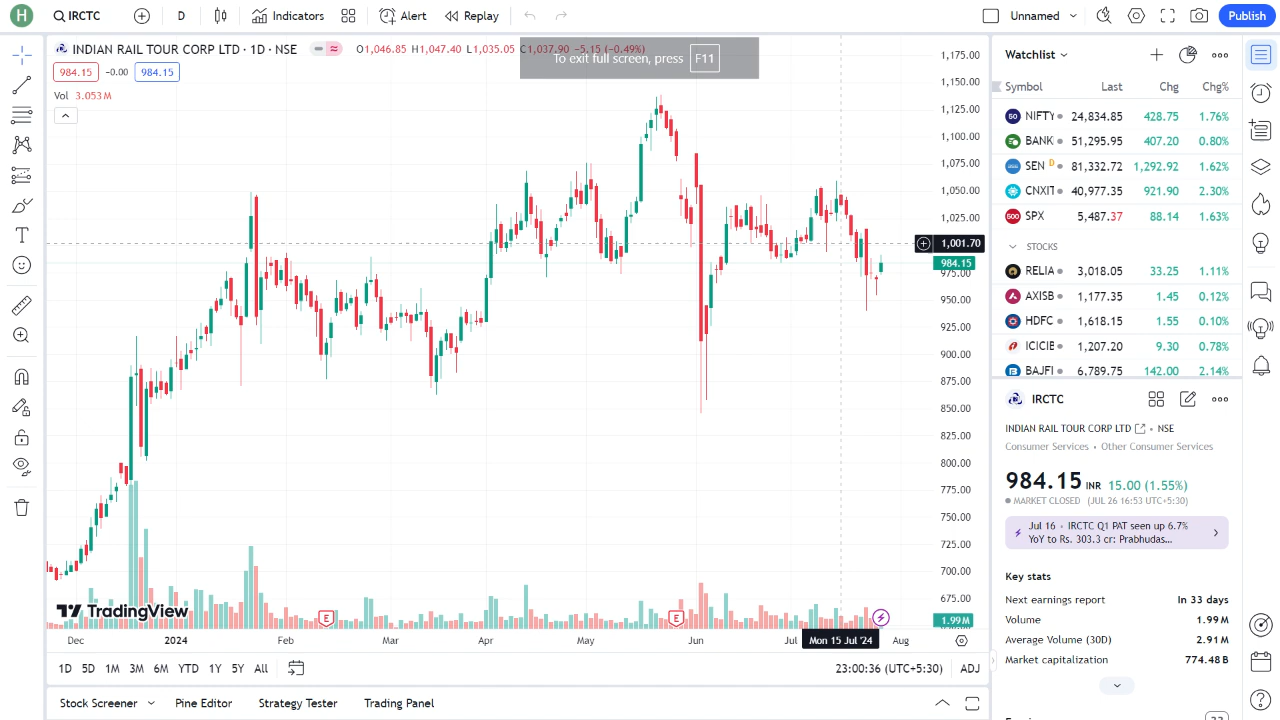 H
IRCTC
D
Indicators
Alert
Replay
Unnamed
Publish
INDIAN RAIL TOUR CORP LTD · 1D · NSE
O1,046.85 H1,047.40 L1,035.05 C1,037.90 −5.15 (−0.49%)
To exit full screen, press F11
984.15 -0.00 984.15
Vol 3.053 M
1,175.00
1,150.00
1,125.00
1,100.00
1,075.00
1,050.00
1,025.00
1,001.70
984.15
975.00
950.00
925.00
900.00
875.00
850.00
825.00
800.00
775.00
750.00
725.00
700.00
675.00
1.99 M
TradingView
E
E
Dec 2024 Feb Mar Apr May Jun Jul Mon 15 Jul '24 Aug
1D 5D 1M 3M 6M YTD 1Y 5Y All
23:00:36 (UTC+5:30) ADJ
Stock Screener Pine Editor Strategy Tester Trading Panel
Watchlist
Symbol Last Chg Chg%
50 NIFTY 24,834.85 428.75 1.76%
BANK 51,295.95 407.20 0.80%
SEN D 81,332.72 1,292.92 1.62%
CNXIT 40,977.35 921.90 2.30%
500 SPX 5,487.37 88.14 1.63%
STOCKS
RELIA 3,018.05 33.25 1.11%
AXISB 1,177.35 1.45 0.12%
HDFC 1,618.15 1.55 0.10%
ICICIE 1,207.20 9.30 0.78%
BAJFI 6,789.75 142.00 2.14%
IRCTC
INDIAN RAIL TOUR CORP LTD • NSE
Consumer Services • Other Consumer Services
984.15 INR 15.00 (1.55%)
MARKET CLOSED (JUL 26 16:53 UTC+5:30)
Jul 16 • IRCTC Q1 PAT seen up 6.7%
YoY to Rs. 303.3 cr: Prabhudas...
Key stats
Next earnings report In 33 days
Volume 1.99 M
Average Volume (30D) 2.91 M
Market capitalization 774.48 B